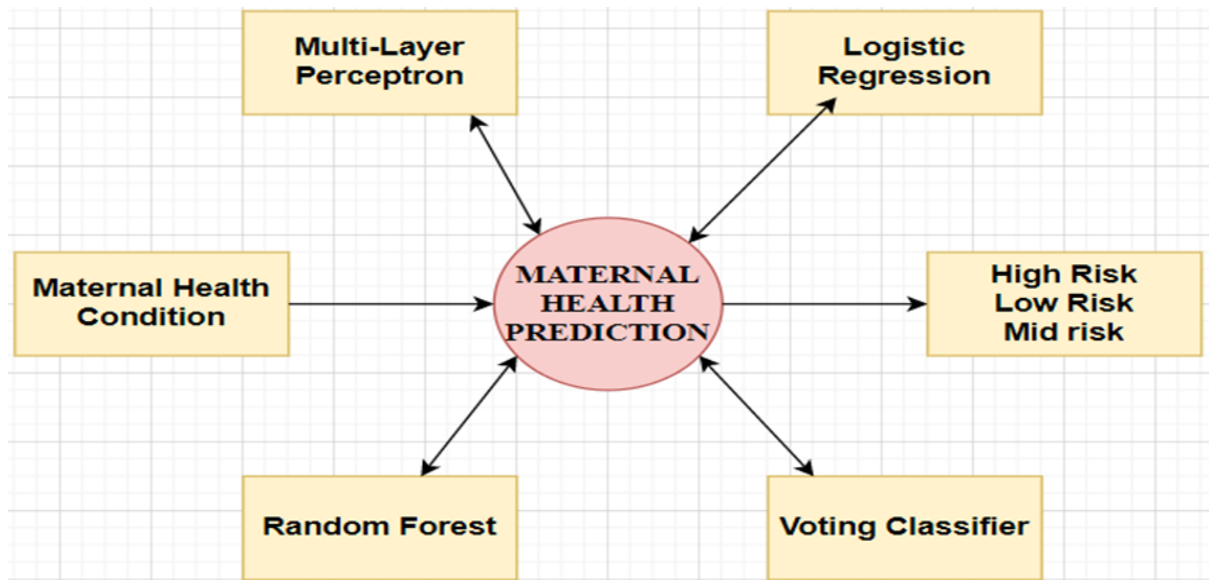 Multi-Layer
Perceptron
Logistic
Regression
Maternal Health
Condition
MATERNAL
HEALTH
PREDICTION
High Risk
Low Risk
Mid risk
Random Forest
Voting Classifier